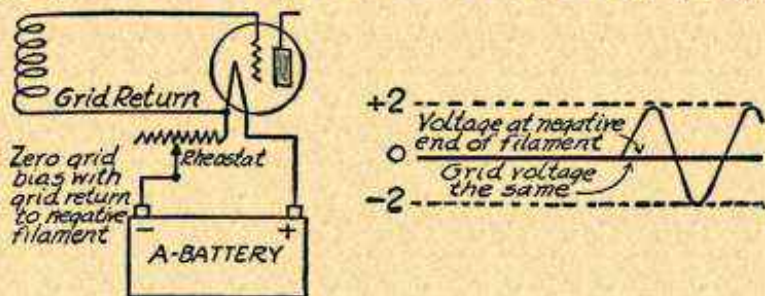 Grid Return
Rheostat
Zero grid
bias with
grid return
to negative
filament
- +
A-BATTERY
+2
Voltage at negative
end of filament
0
Grid voltage
the same
-2